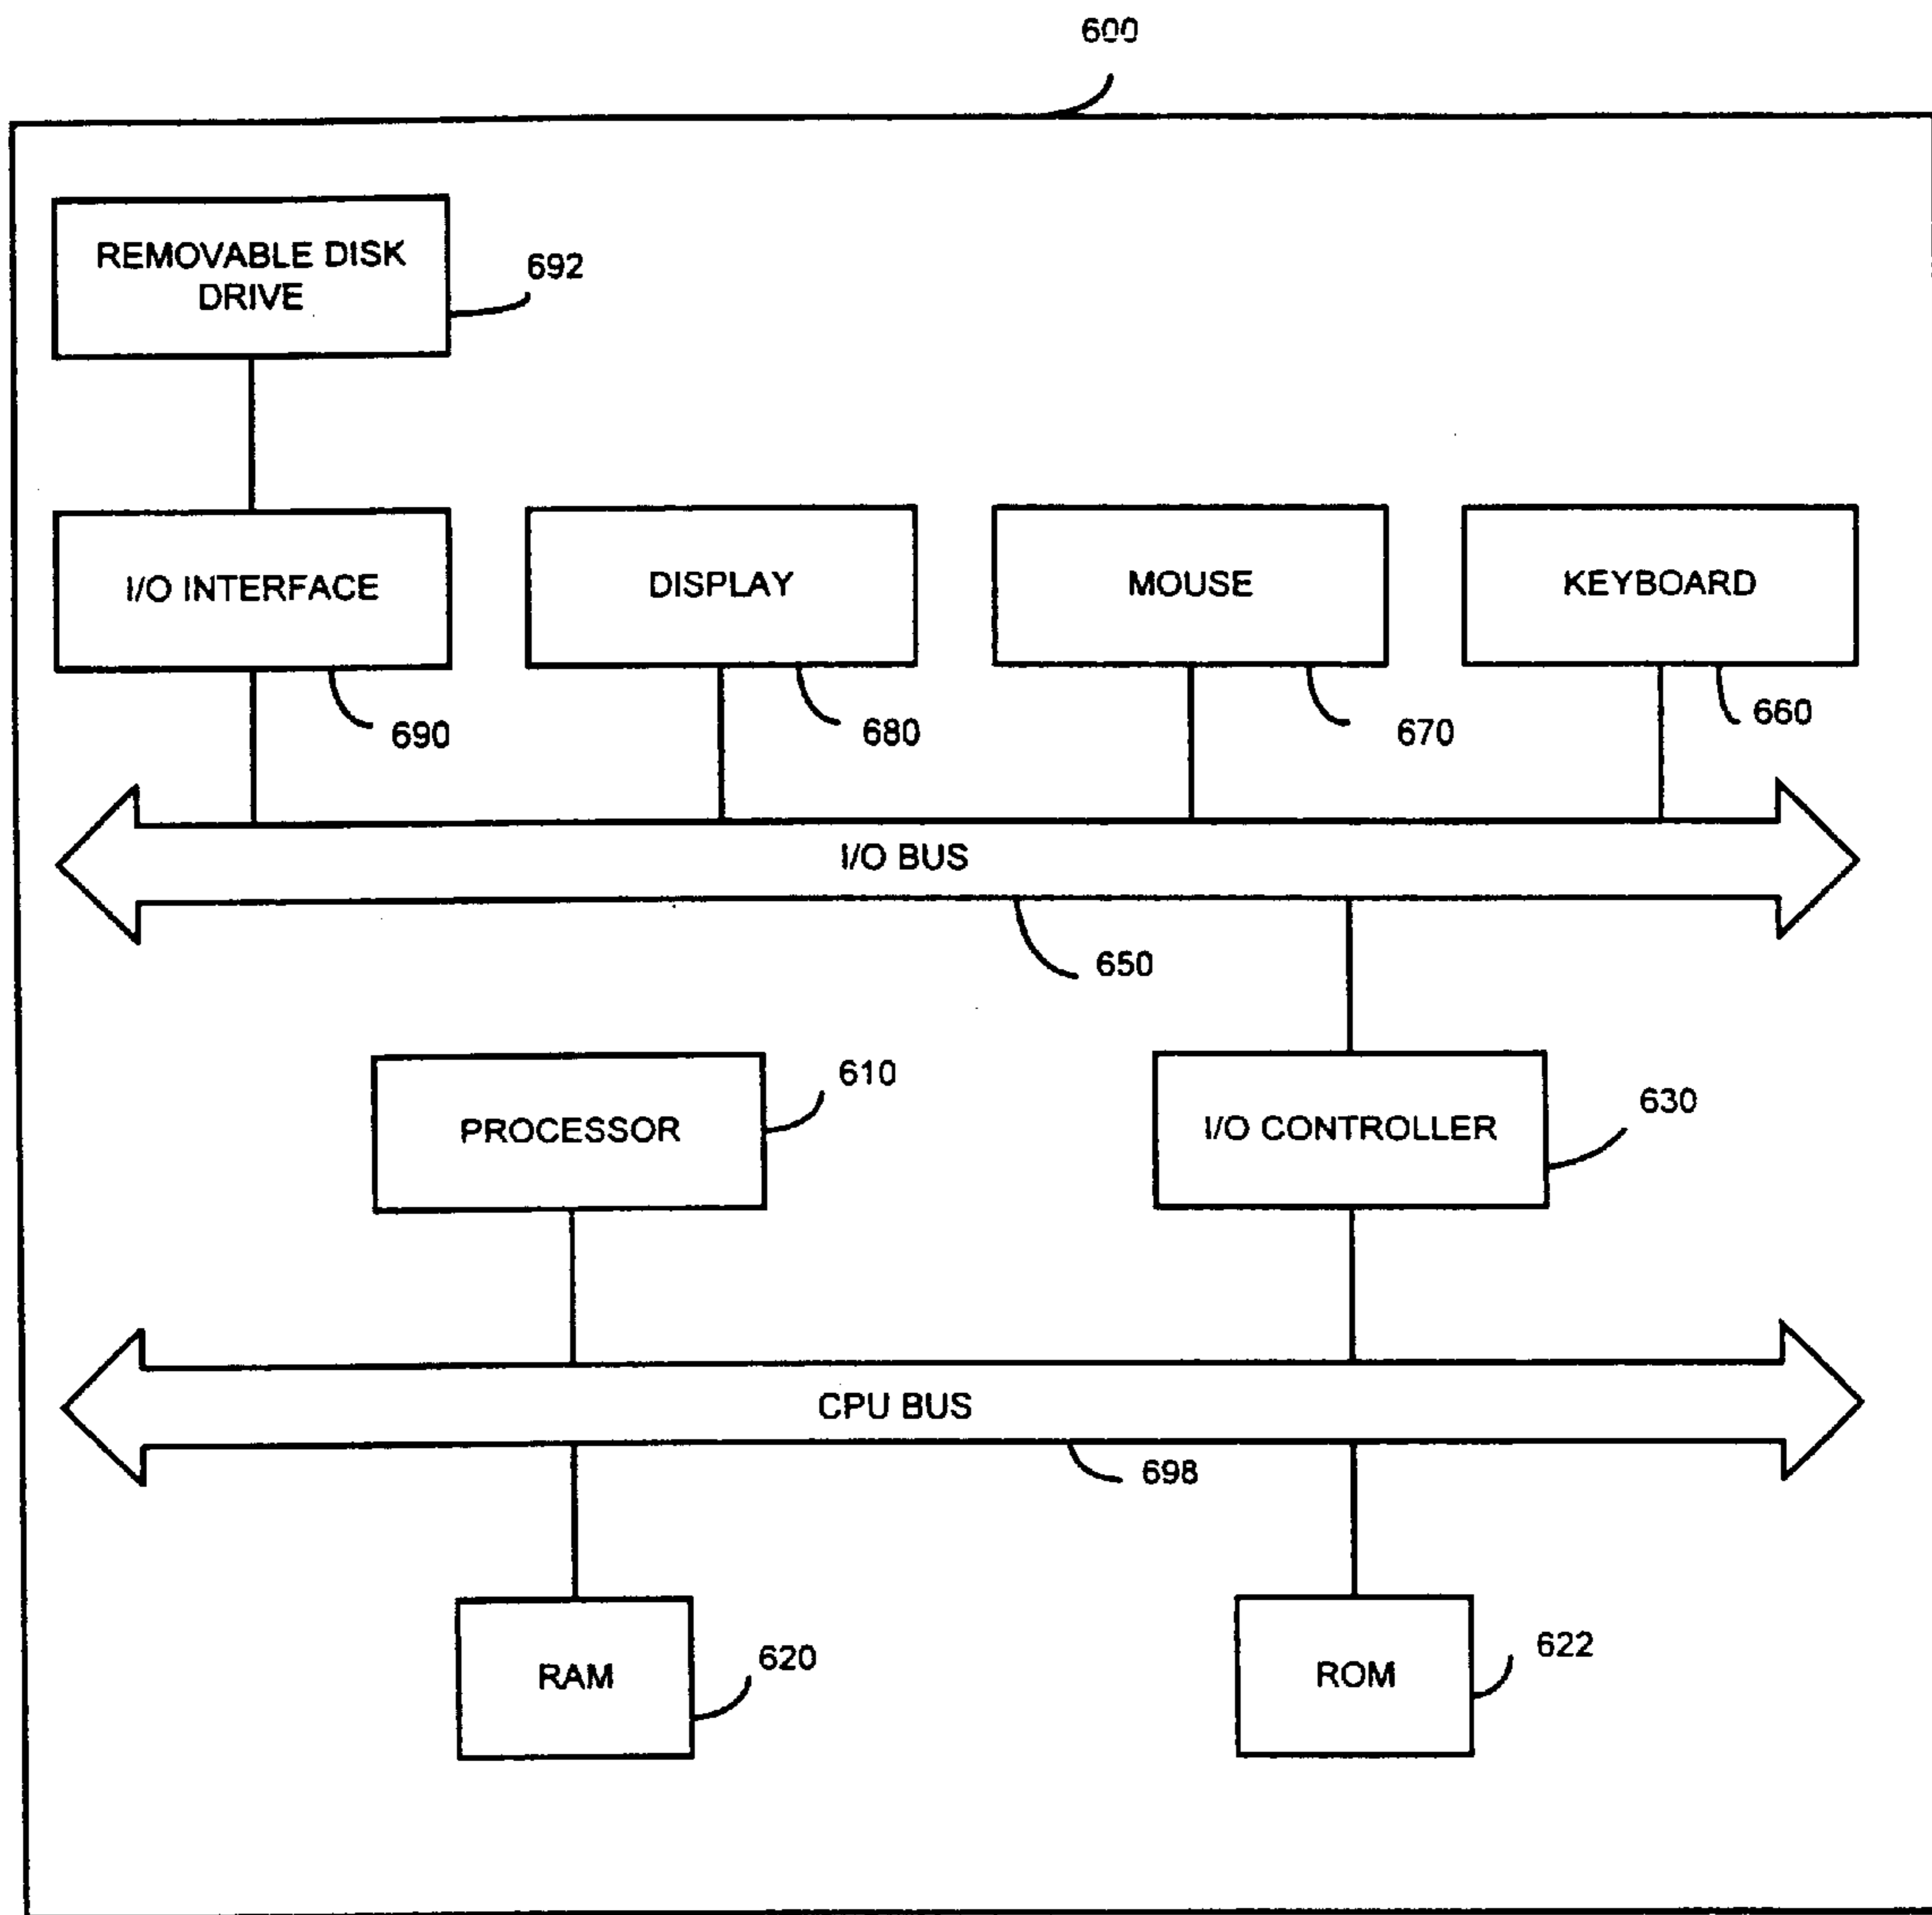 600
REMOVABLE DISK
DRIVE
692
I/O INTERFACE
DISPLAY
MOUSE
KEYBOARD
690
680
670
660
I/O BUS
650
PROCESSOR
610
I/O CONTROLLER
630
CPU BUS
698
RAM
620
ROM
622